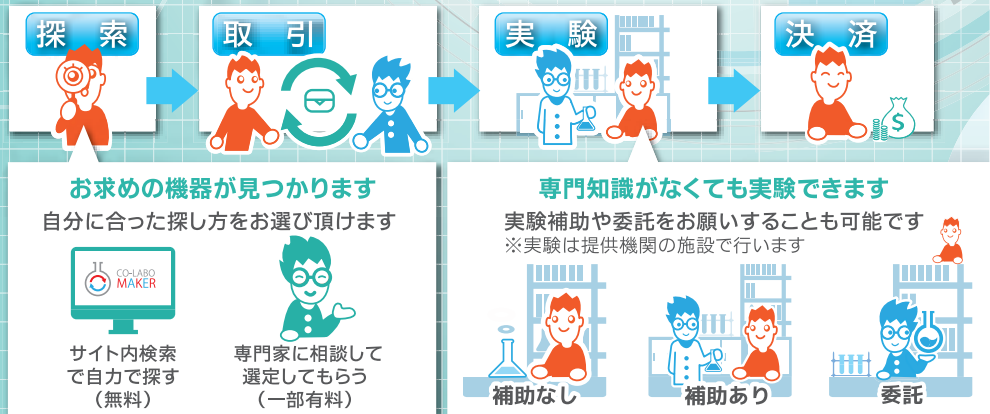 探索
取引
実験
決済
$
お求めの機器が見つかります
自分に合った探し方をお選び頂けます
CO-LABO
MAKER
サイト内検索
で自力で探す
（無料）
専門家に相談して
選定してもらう
（一部有料）
専門知識がなくても実験できます
実験補助や委託をお願いすることも可能です
※実験は提供機関の施設で行います
補助なし
補助あり
委託